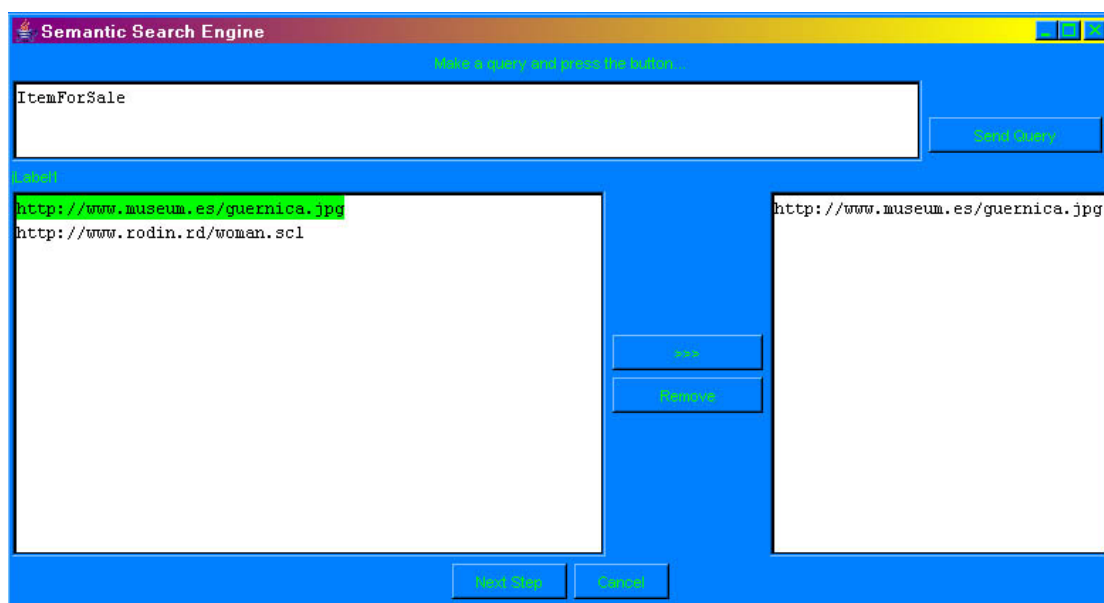 Semantic Search Engine
Make a query and press the button...
ItemForSale
Send Query
jLabel1
http://www.museum.es/guernica.jpg
http://www.rodin.rd/woman.scl
http://www.museum.es/guernica.jpg
>>>
Remove
Next Step
Cancel